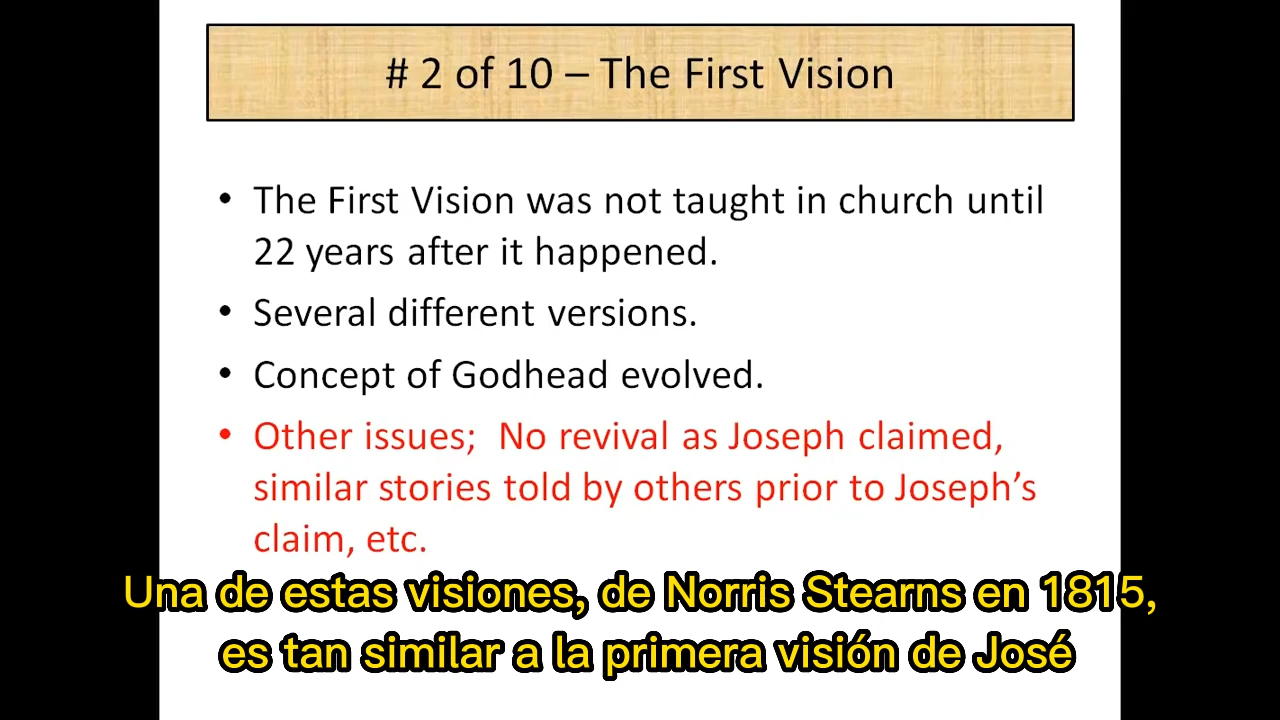 # 2 of 10 – The First Vision
• The First Vision was not taught in church until
22 years after it happened.
• Several different versions.
• Concept of Godhead evolved.
• Other issues;  No revival as Joseph claimed,
similar stories told by others prior to Joseph’s
claim, etc.
Una de estas visiones, de Norris Stearns en 1815,
es tan similar a la primera visión de José